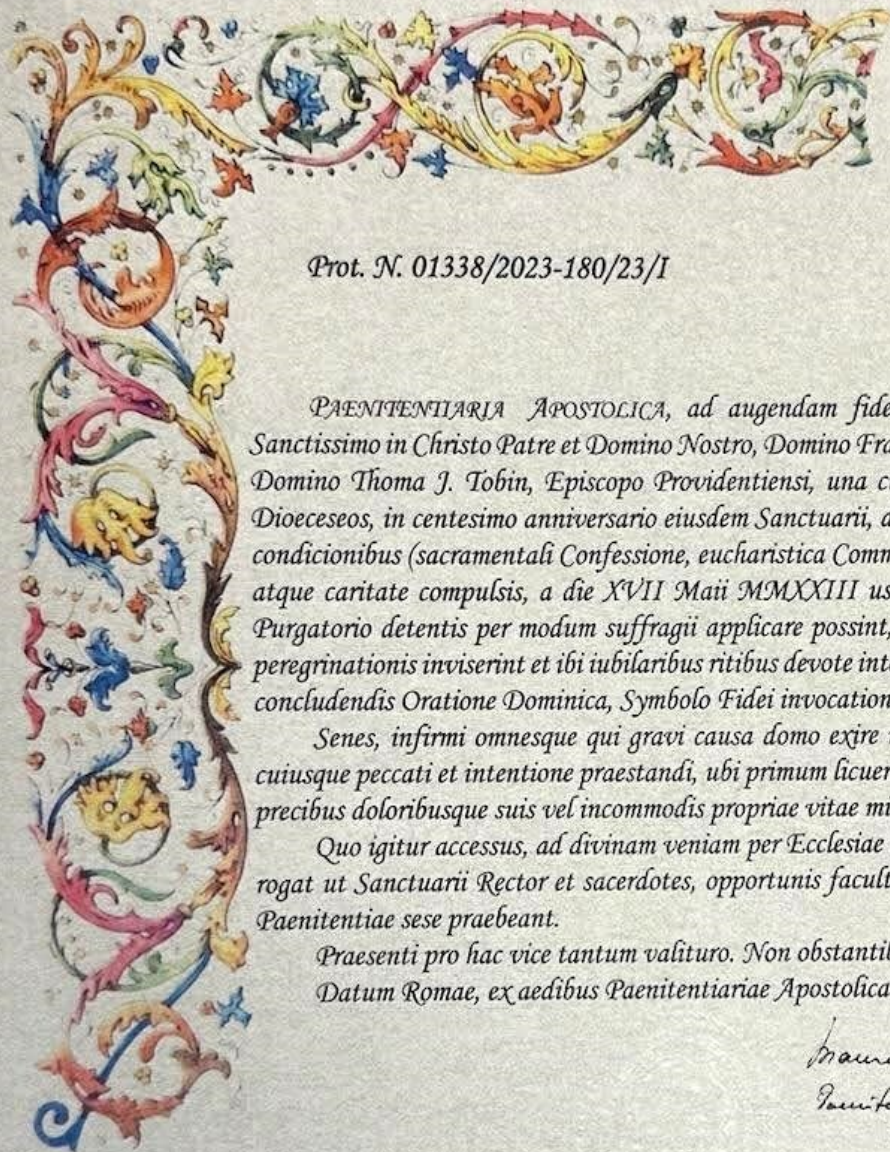 Prot. N. 01338/2023-180/23/I
PAENITENTIARIA APOSTOLICA, ad augendam fide
Sanctissimo in Christo Patre et Domino Nostro, Domino Fra
Domino Thoma J. Tobin, Episcopo Providentiensi, una c
Dioeceseos, in centesimo anniversario eiusdem Sanctuarii, a
condicionibus (sacramentali Confessione, eucharistica Comm
atque caritate compulsis, a die XVII Maii MMXXIII us
Purgatorio detentis per modum suffragii applicare possint,
peregrinationis inviserint et ibi iubilaribus ritibus devote inte
concludendis Oratione Dominica, Symbolo Fidei invocation
Senes, infirmi omnesque qui gravi causa domo exire
cuiusque peccati et intentione praestandi, ubi primum licuer
precibus doloribusque suis vel incommodis propriae vitae mi
Quo igitur accessus, ad divinam veniam per Ecclesiae
rogat ut Sanctuarii Rector et sacerdotes, opportunis facult
Paenitentiae sese praebeant.
Praesenti pro hac vice tantum valituro. Non obstantib
Datum Romae, ex aedibus Paenitentiariae Apostolica